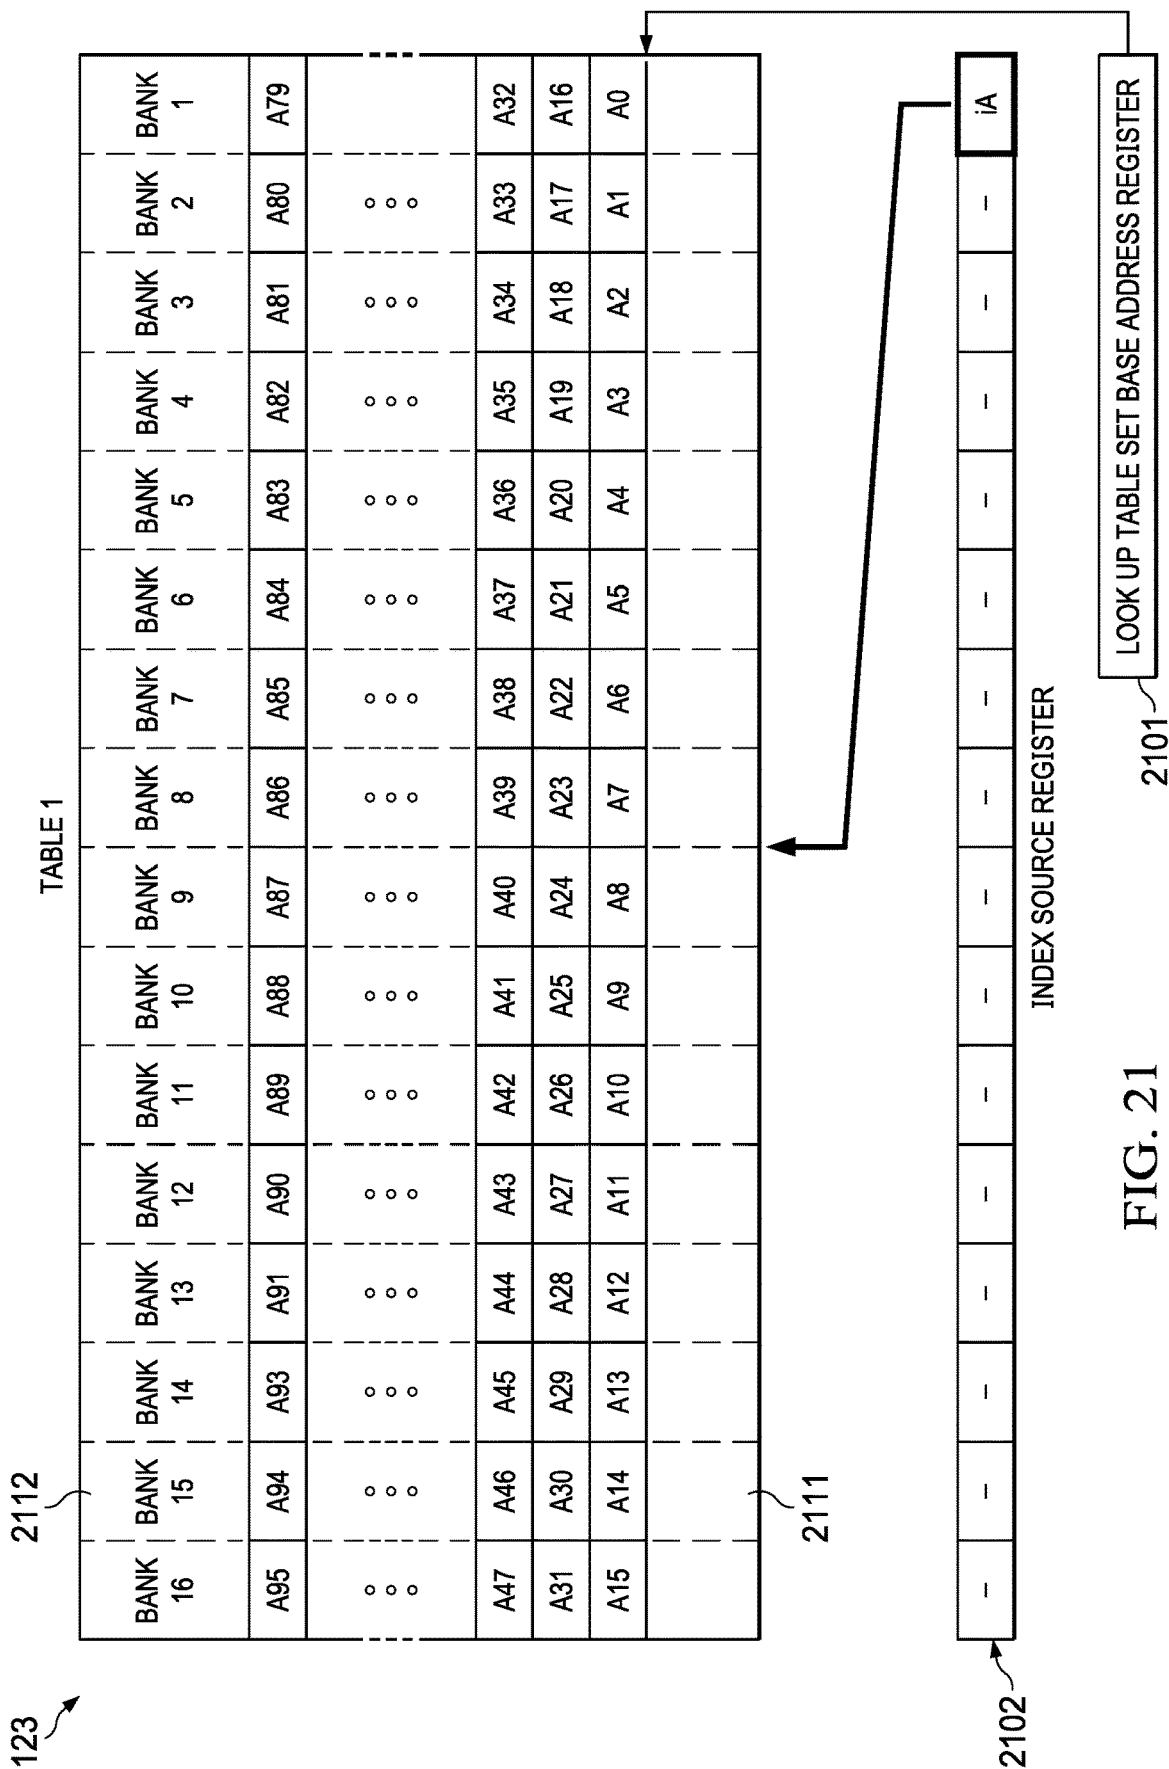 123
2112
TABLE 1
BANK BANK BANK BANK BANK BANK BANK BANK BANK BANK BANK BANK BANK BANK BANK BANK
16 15 14 13 12 11 10 9 8 7 6 5 4 3 2 1
A95 A94 A93 A91 A90 A89 A88 A87 A86 A85 A84 A83 A82 A81 A80 A79
A47 A46 A45 A44 A43 A42 A41 A40 A39 A38 A37 A36 A35 A34 A33 A32
A31 A30 A29 A28 A27 A26 A25 A24 A23 A22 A21 A20 A19 A18 A17 A16
A15 A14 A13 A12 A11 A10 A9 A8 A7 A6 A5 A4 A3 A2 A1 A0
2111
2102
– – – – – – – – – – – – – – – iA
INDEX SOURCE REGISTER
2101
LOOK UP TABLE SET BASE ADDRESS REGISTER
FIG. 21